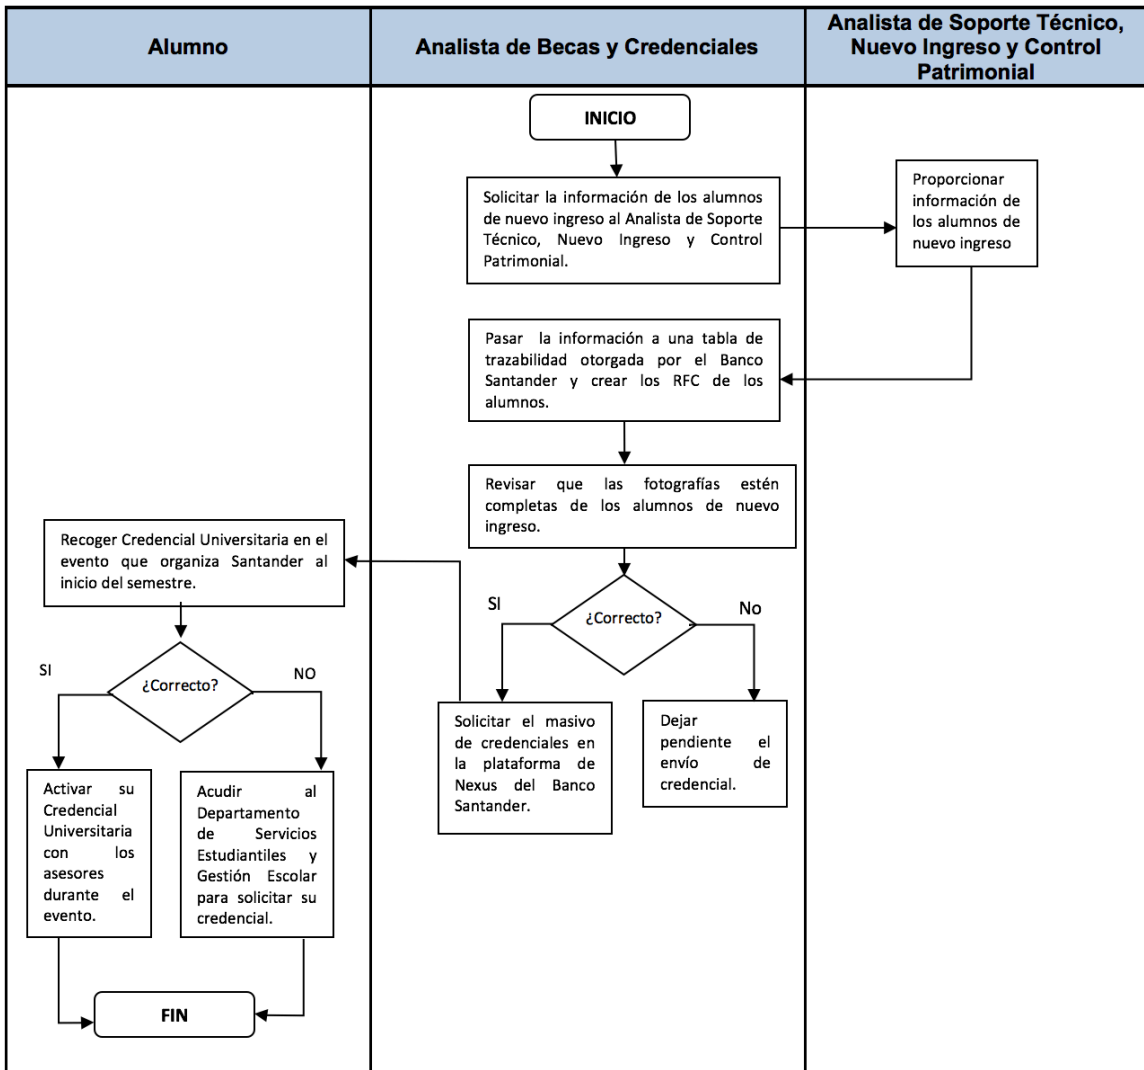 Alumno
Analista de Becas y Credenciales
Analista de Soporte Técnico,
Nuevo Ingreso y Control
Patrimonial
INICIO
Solicitar la información de los alumnos
de nuevo ingreso al Analista de Soporte
Técnico, Nuevo Ingreso y Control
Patrimonial.
Proporcionar
información de
los alumnos de
nuevo ingreso
Pasar la información a una tabla de
trazabilidad otorgada por el Banco
Santander y crear los RFC de los
alumnos.
Revisar que las fotografías estén
completas de los alumnos de nuevo
ingreso.
¿Correcto?
SI
No
Solicitar el masivo
de credenciales en
la plataforma de
Nexus del Banco
Santander.
Dejar
pendiente el
envío de
credencial.
Recoger Credencial Universitaria en el
evento que organiza Santander al
inicio del semestre.
¿Correcto?
SI
NO
Activar su
Credencial
Universitaria
con los
asesores
durante el
evento.
Acudir al
Departamento
de Servicios
Estudiantiles y
Gestión Escolar
para solicitar su
credencial.
FIN